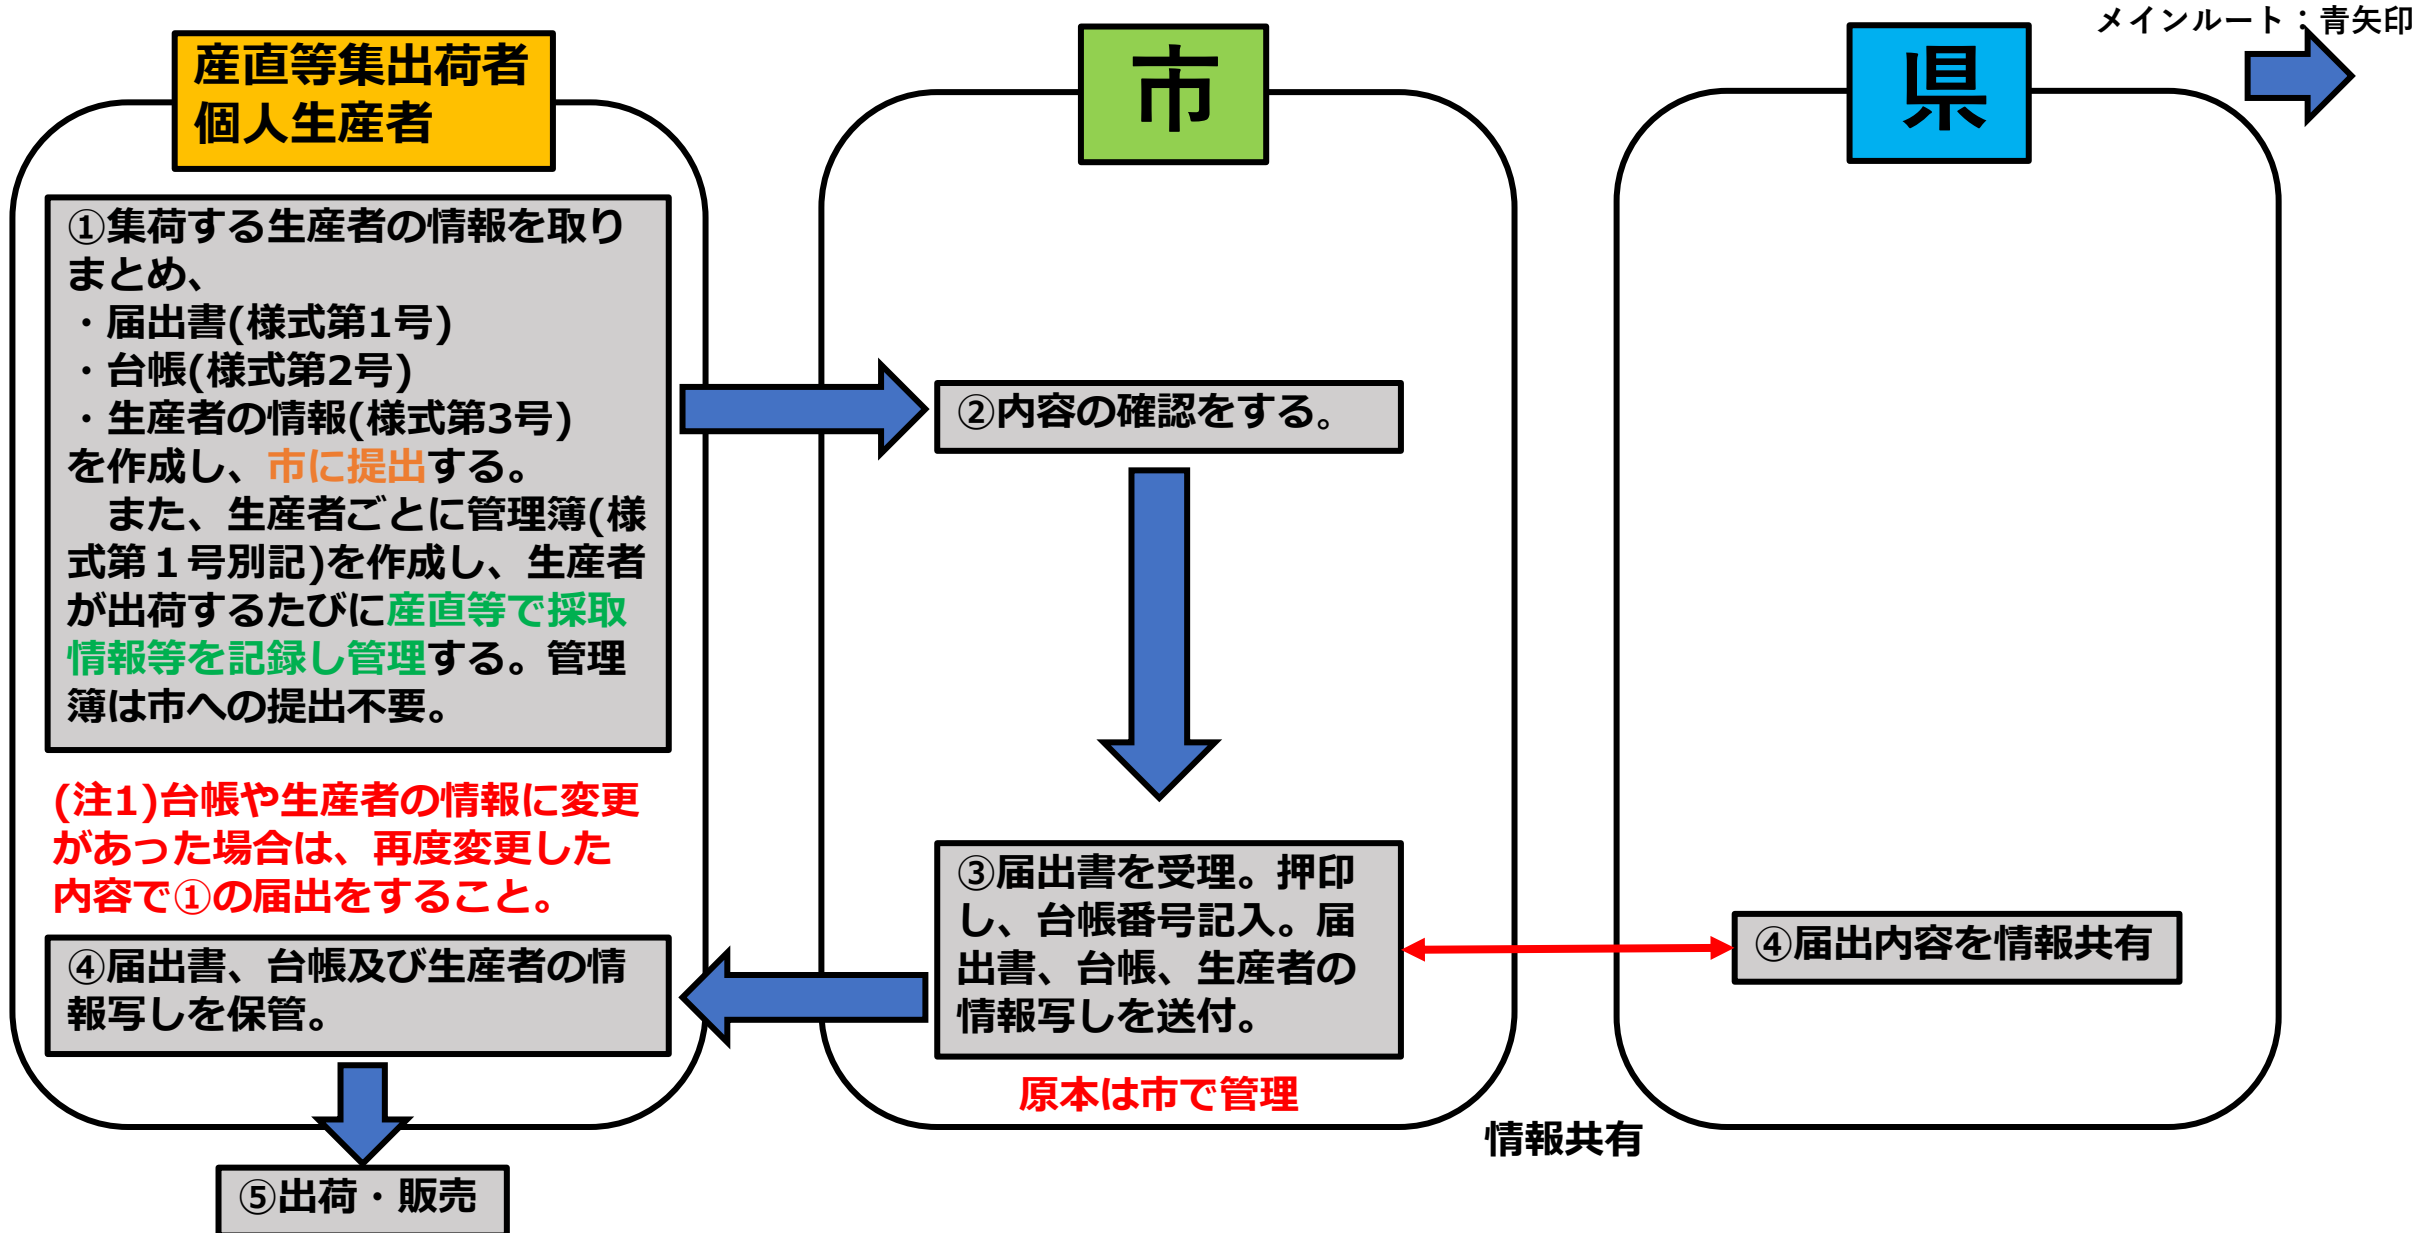 メインルート：青矢印
産直等集出荷者
個人生産者
市
県
①集荷する生産者の情報を取り
まとめ、
・届出書(様式第1号)
・台帳(様式第2号)
・生産者の情報(様式第3号)
を作成し、市に提出する。
　また、生産者ごとに管理簿(様
式第１号別記)を作成し、生産者
が出荷するたびに産直等で採取
情報等を記録し管理する。管理
簿は市への提出不要。
(注1)台帳や生産者の情報に変更
があった場合は、再度変更した
内容で①の届出をすること。
②内容の確認をする。
③届出書を受理。押印
し、台帳番号記入。届
出書、台帳、生産者の
情報写しを送付。
原本は市で管理
④届出内容を情報共有
情報共有
④届出書、台帳及び生産者の情
報写しを保管。
⑤出荷・販売